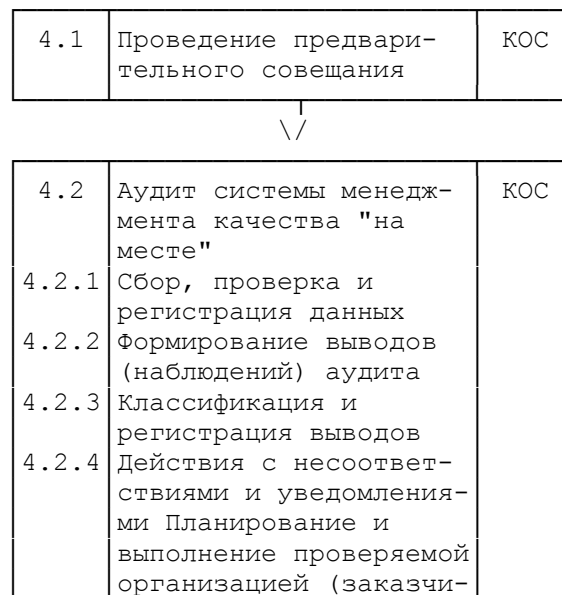 4.1 Проведение предвари- КОС
тельного совещания
\/
4.2 Аудит системы менедж- КОС
мента качества "на
месте"
4.2.1 Сбор, проверка и
регистрация данных
4.2.2 Формирование выводов
(наблюдений) аудита
4.2.3 Классификация и
регистрация выводов
4.2.4 Действия с несоответ-
ствиями и уведомления-
ми Планирование и
выполнение проверяемой
организацией (заказчи-